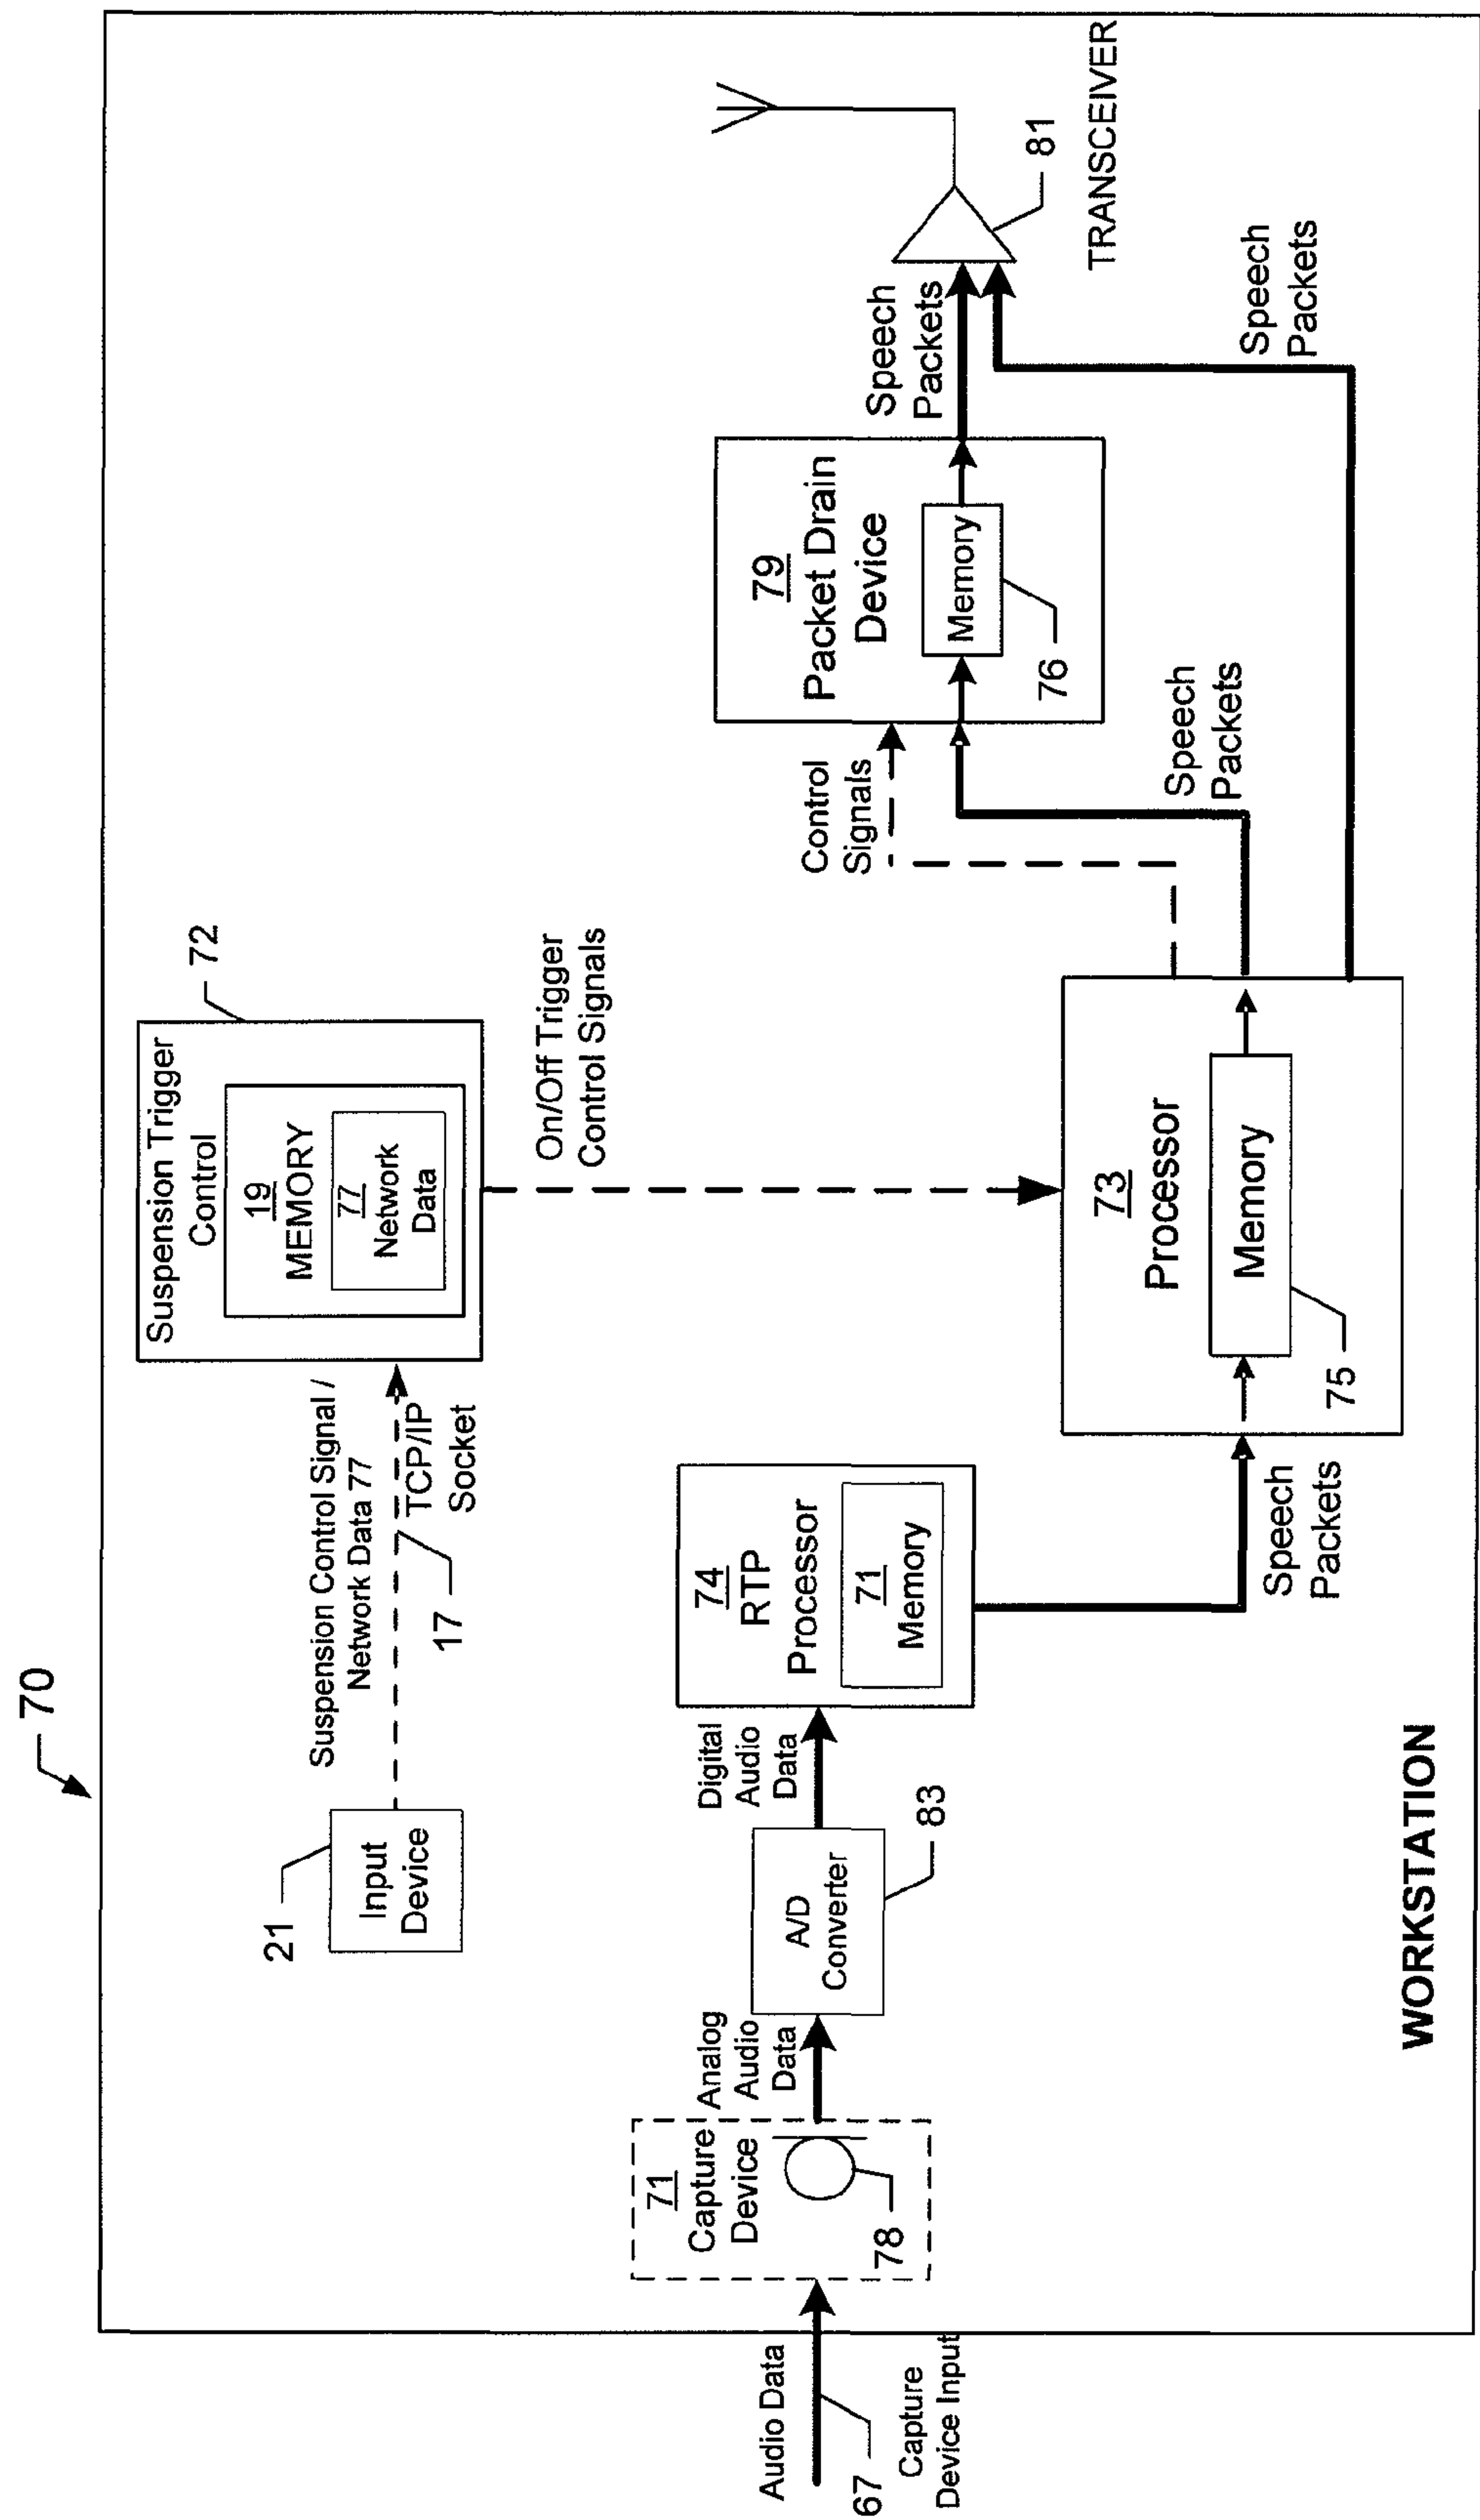 70
21
Input
Device
Suspension Control Signal /
Network Data 77
17
TCP/IP
Socket
Suspension Trigger
Control
19
MEMORY
77
Network
Data
72
On/Off Trigger
Control Signals
Audio Data
67
Capture
Device Input
71
Capture
Device
78
Analog
Audio
Data
A/D
Converter
83
Digital
Audio
Data
74
RTP
Processor
71
Memory
Speech
Packets
73
Processor
Memory
75
Control
Signals
Speech
Packets
79
Packet Drain
Device
Memory
76
Speech
Packets
Speech
Packets
81
TRANSCEIVER
WORKSTATION